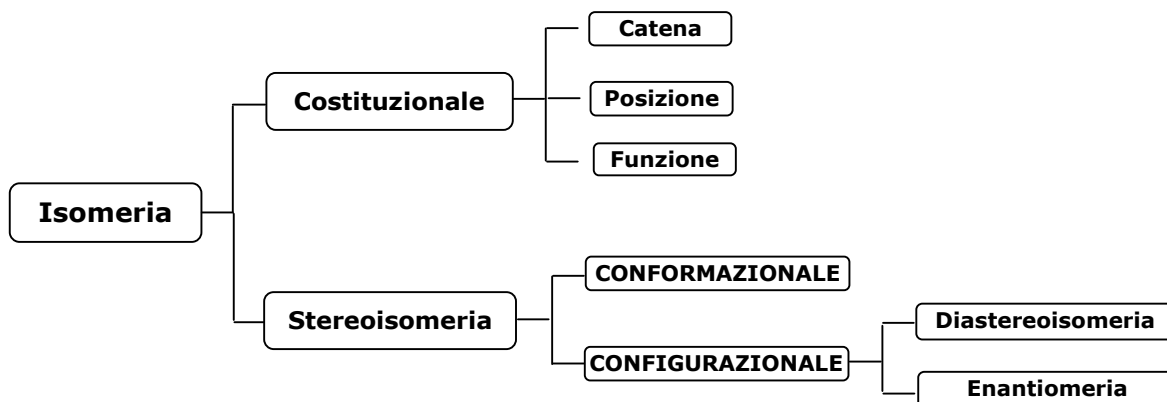 Isomeria
Costituzionale
Catena
Posizione
Funzione
Stereoisomeria
CONFORMAZIONALE
CONFIGURAZIONALE
Diastereoisomeria
Enantiomeria